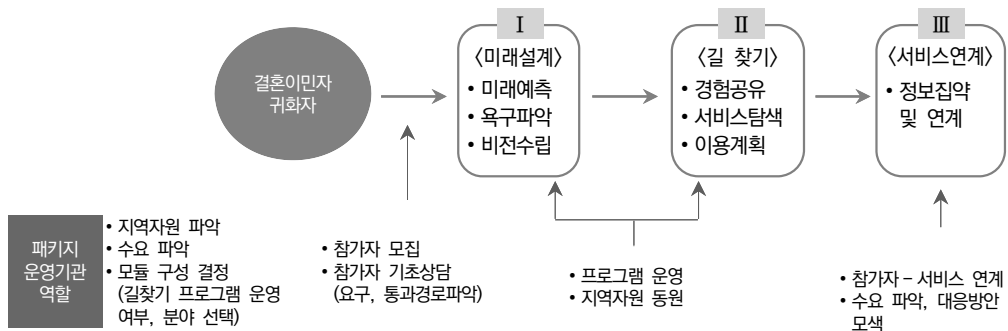 결혼이민자
귀화자
Ⅰ
〈미래설계〉
• 미래예측
• 욕구파악
• 비전수립
Ⅱ
〈길 찾기〉
• 경험공유
• 서비스탐색
• 이용계획
Ⅲ
〈서비스연계〉
• 정보집약
및 연계
패키지
운영기관
역할
• 지역자원 파악
• 수요 파악
• 모듈 구성 결정
(길찾기 프로그램 운영
여부, 분야 선택)
• 참가자 모집
• 참가자 기초상담
(요구, 통과경로파악)
• 프로그램 운영
• 지역자원 동원
• 참가자－서비스 연계
• 수요 파악, 대응방안
모색